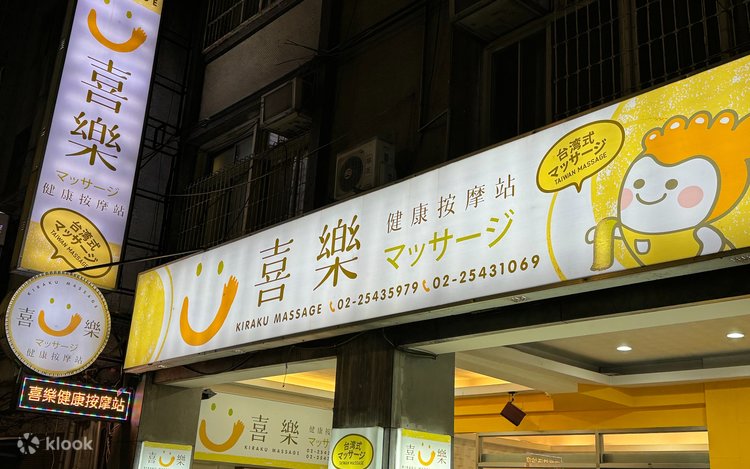 喜樂
マッサージ
健康按摩站
台湾式
マッサージ
TAIWAN MASSAGE
KIRAKU MASSAGE
喜 樂
マッサージ
健康按摩站
喜樂健康按摩站
喜樂
健康按摩站
マッサージ
KIRAKU MASSAGE 02-25435979 02-25431069
台湾式
マッサージ
TAIWAN MASSAGE
喜樂
マッサージ
KIRAKU MASSAGE
台湾式
マッサージ
TAIWAN MASSAGE
klook